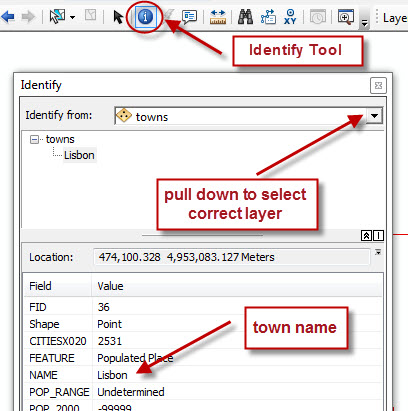 Laye
Identify Tool
Identify
Identify from:
towns
towns
Lisbon
pull down to select
correct layer
Location:
474,100.328 4,953,083.127 Meters
Field Value
FID 36
Shape Point
CITIESX020 2531
FEATURE Populated Place
NAME Lisbon
town name
POP_RANGE Undetermined
POP_2000 -99999